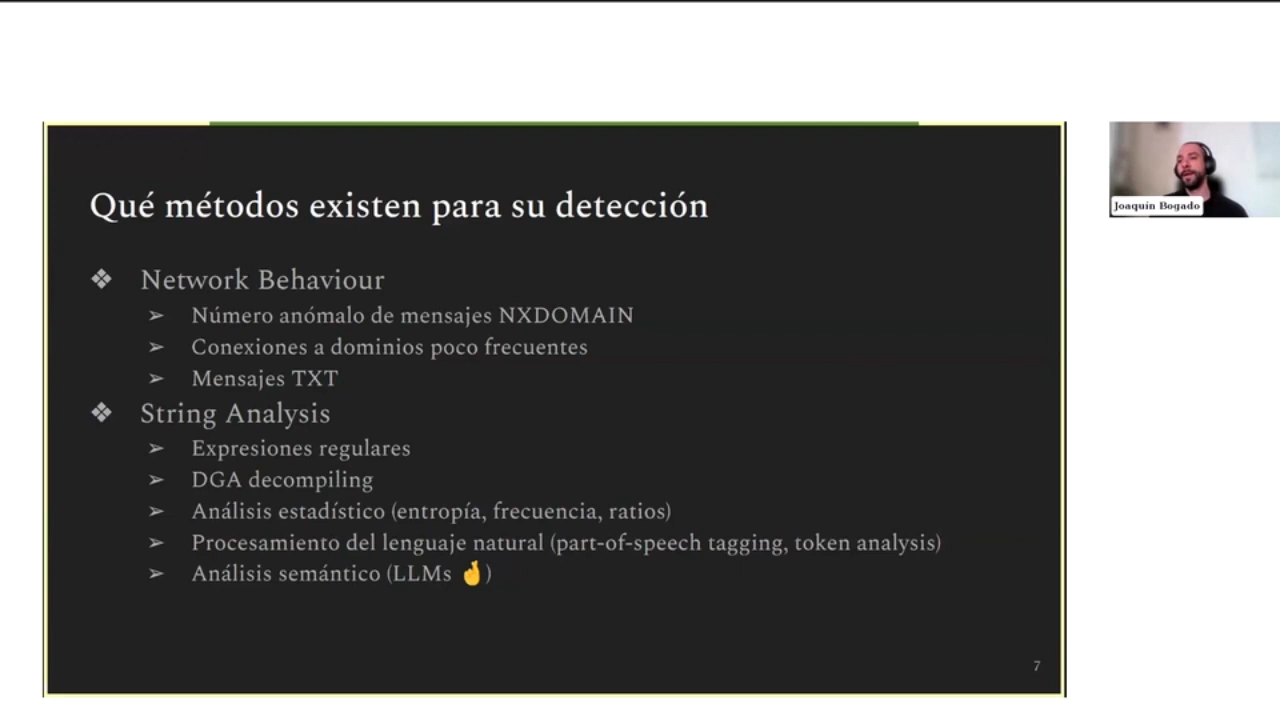 Qué métodos existen para su detección
❖ Network Behaviour
➢ Número anómalo de mensajes NXDOMAIN
➢ Conexiones a dominios poco frecuentes
➢ Mensajes TXT
❖ String Analysis
➢ Expresiones regulares
➢ DGA decompiling
➢ Análisis estadístico (entropía, frecuencia, ratios)
➢ Procesamiento del lenguaje natural (part-of-speech tagging, token analysis)
➢ Análisis semántico (LLMs 🤞)
7
Joaquín Bogado